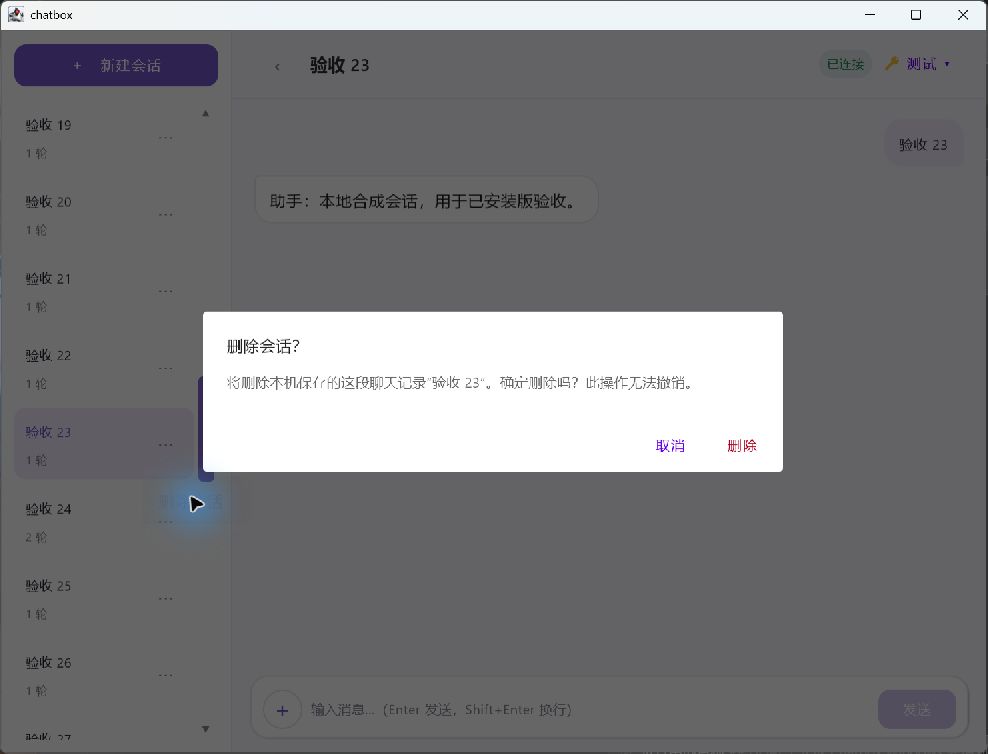 chatbox
+ 新建会话
验收 19
1 轮
验收 20
1 轮
验收 21
1 轮
验收 22
1 轮
验收 23
1 轮
验收 24
2 轮
验收 25
1 轮
验收 26
1 轮
验收 27
验收 23
已连接
测试
验收 23
助手：本地合成会话，用于已安装版验收。
删除会话？
将删除本机保存的这段聊天记录“验收 23”。确定删除吗？此操作无法撤销。
取消
删除
+
输入消息...（Enter 发送，Shift+Enter 换行）
发送